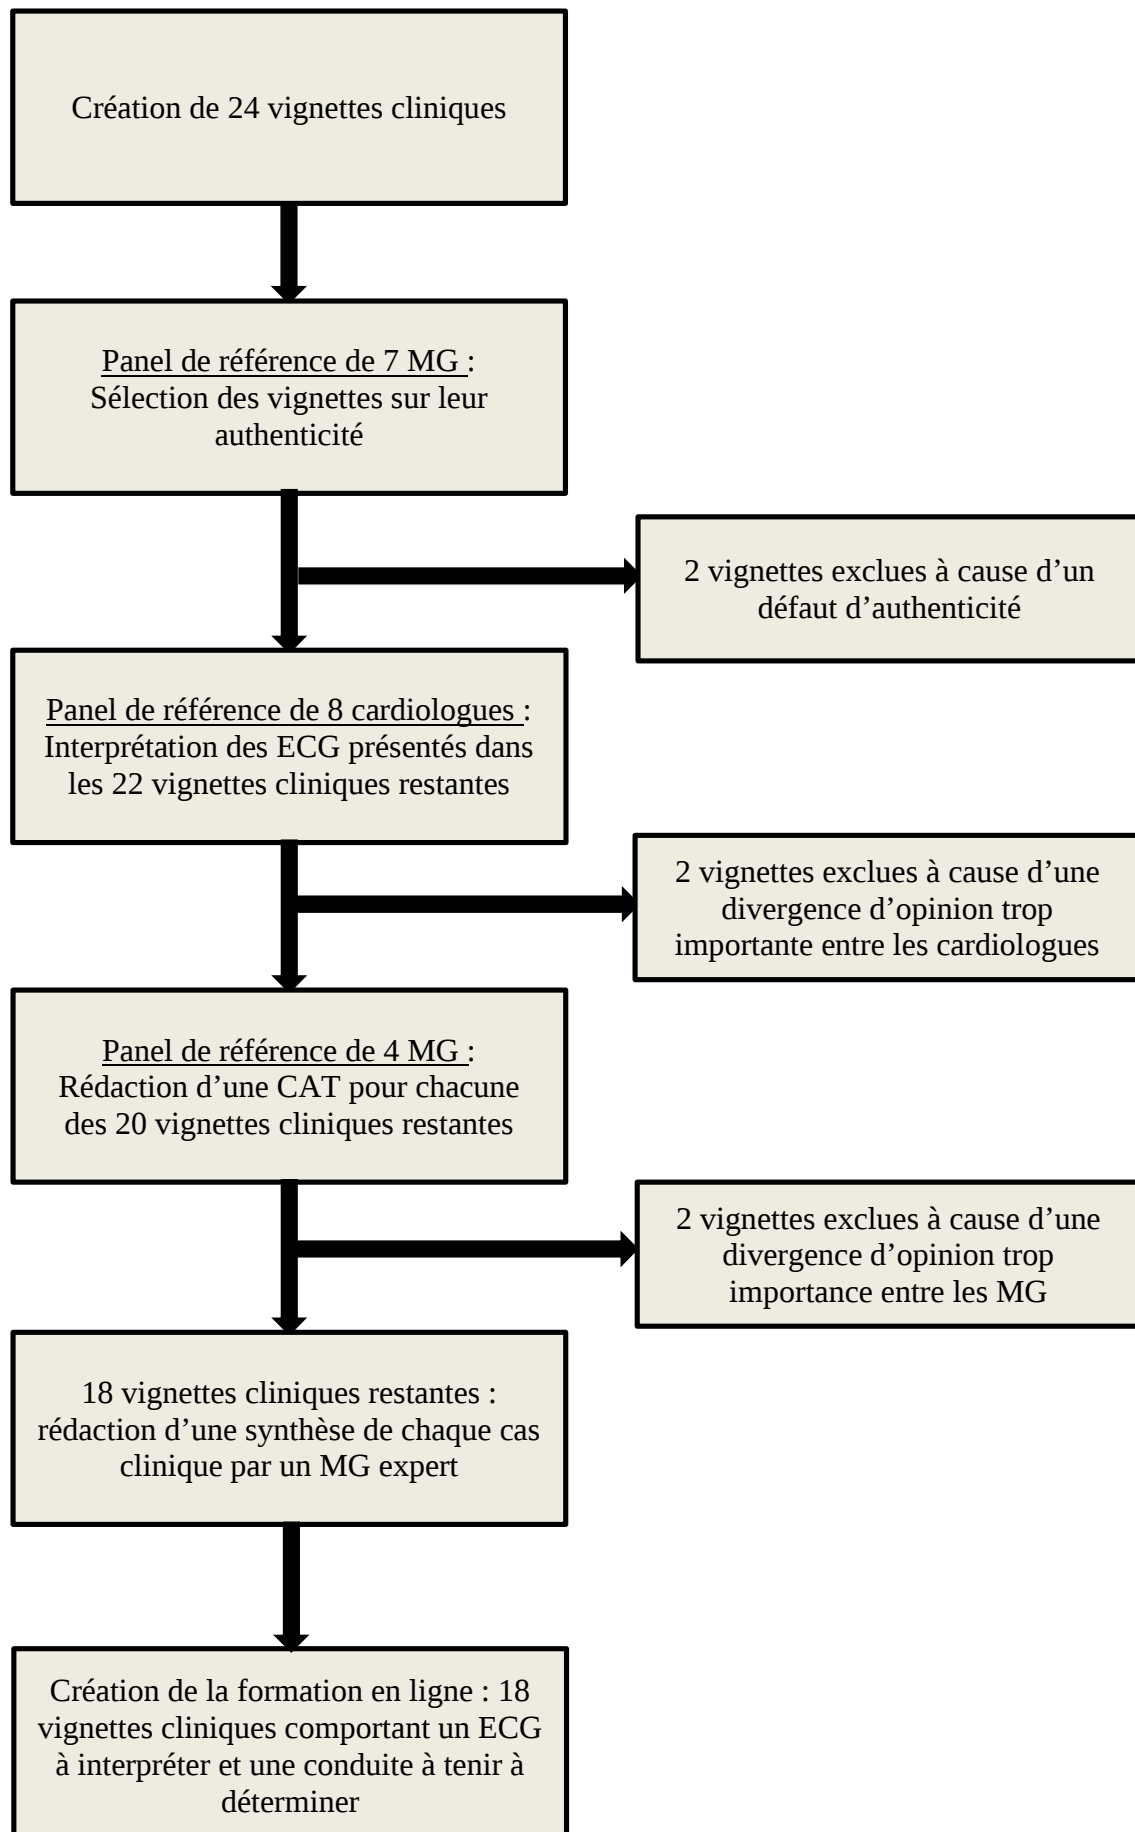 Création de 24 vignettes cliniques
Panel de référence de 7 MG :
Sélection des vignettes sur leur
authenticité
2 vignettes exclues à cause d’un
défaut d’authenticité
Panel de référence de 8 cardiologues :
Interprétation des ECG présentés dans
les 22 vignettes cliniques restantes
2 vignettes exclues à cause d’une
divergence d’opinion trop
importante entre les cardiologues
Panel de référence de 4 MG :
Rédaction d’une CAT pour chacune
des 20 vignettes cliniques restantes
2 vignettes exclues à cause d’une
divergence d’opinion trop
importance entre les MG
18 vignettes cliniques restantes :
rédaction d’une synthèse de chaque cas
clinique par un MG expert
Création de la formation en ligne : 18
vignettes cliniques comportant un ECG
à interpréter et une conduite à tenir à
déterminer